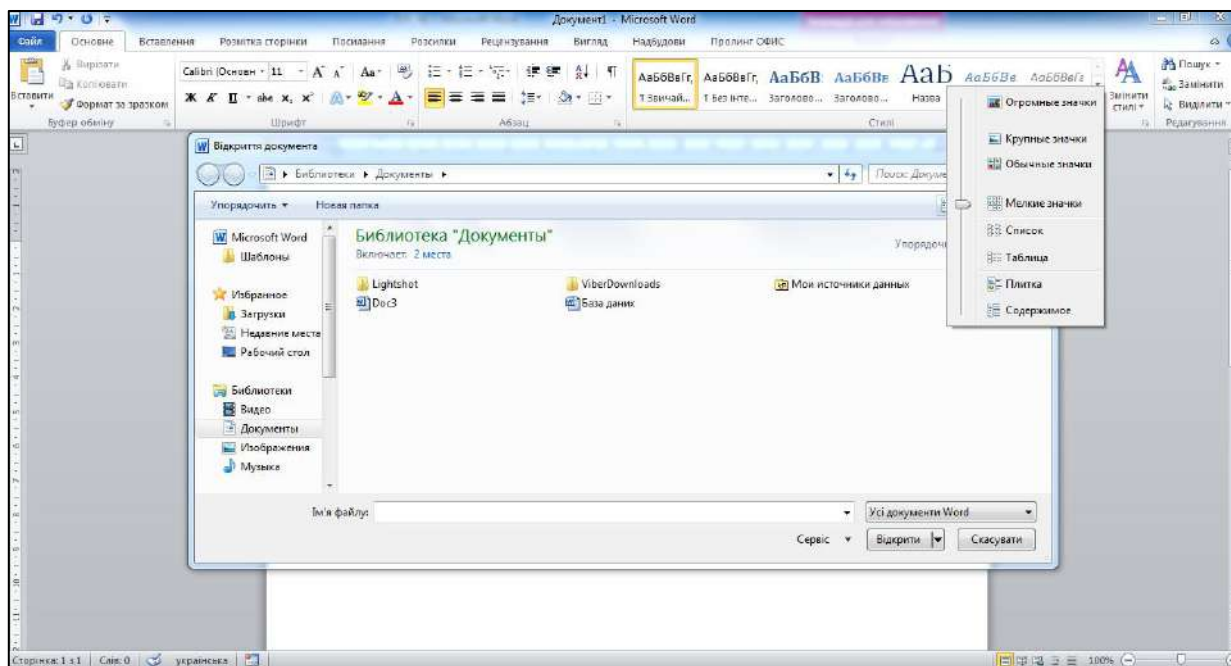 Документ1 - Microsoft Word
Файл Основне Вставлення Розмітка сторінки Посилання Розсилки Рецензування Вигляд Надбудови Пролинг ОФИС
Вставити
Вирізати
Копіювати
Формат за зразком
Буфер обміну
Calibri (Основн 11
Шрифт
Абзац
АаБбВвГг, АаБбВвГг, АаБбВ АаБбВв АаЬ АаБбВв АаБбВвГг
Звичай... Без інте... Заголово... Заголово... Назва
Стилі
Змінити стилі
Пошук
Замінити
Виділити
Редагування
Відкриття документа
Библиотеки Документы
Поиск: Докуме
Упорядочить Новая папка
Microsoft Word
Шаблоны
Избранное
Загрузки
Недавние места
Рабочий стол
Библиотеки
Видео
Документы
Изображения
Музыка
Библиотека "Документы"
Включает: 2 места
Упорядочи
Lightshot
ViberDownloads
Мои источники данных
Doc3
База даних
Огромные значки
Крупные значки
Обычные значки
Мелкие значки
Список
Таблица
Плитка
Содержимое
Ім'я файлу:
Усі документи Word
Сервіс Відкрити Скасувати
Сторінка: 1 з 1 Слів: 0 українська 100%